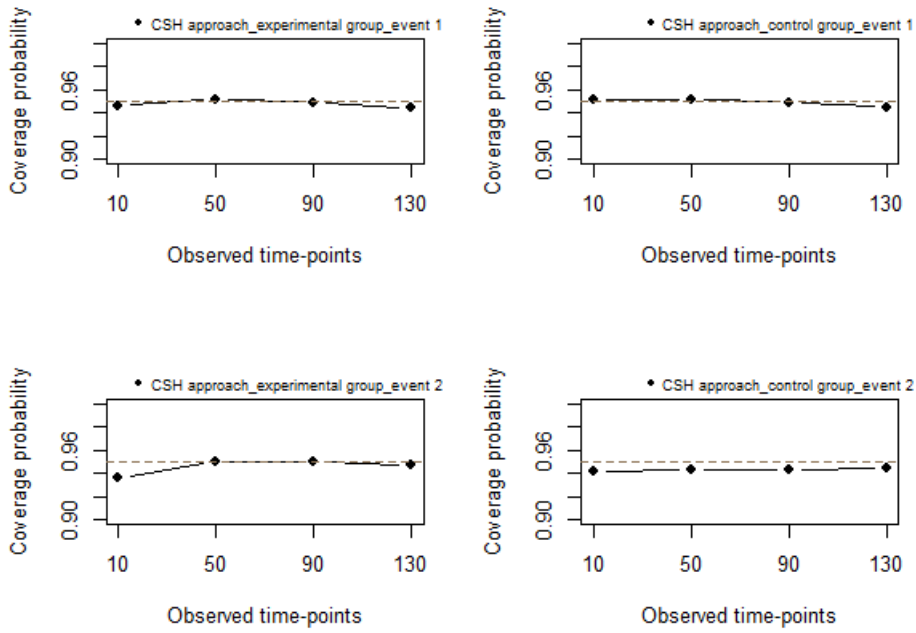 CSH approach_experimental group_event 1
Coverage probability
0.90 0.96
10 50 90 130
Observed time-points
CSH approach_control group_event 1
Coverage probability
0.90 0.96
10 50 90 130
Observed time-points
CSH approach_experimental group_event 2
Coverage probability
0.90 0.96
10 50 90 130
Observed time-points
CSH approach_control group_event 2
Coverage probability
0.90 0.96
10 50 90 130
Observed time-points